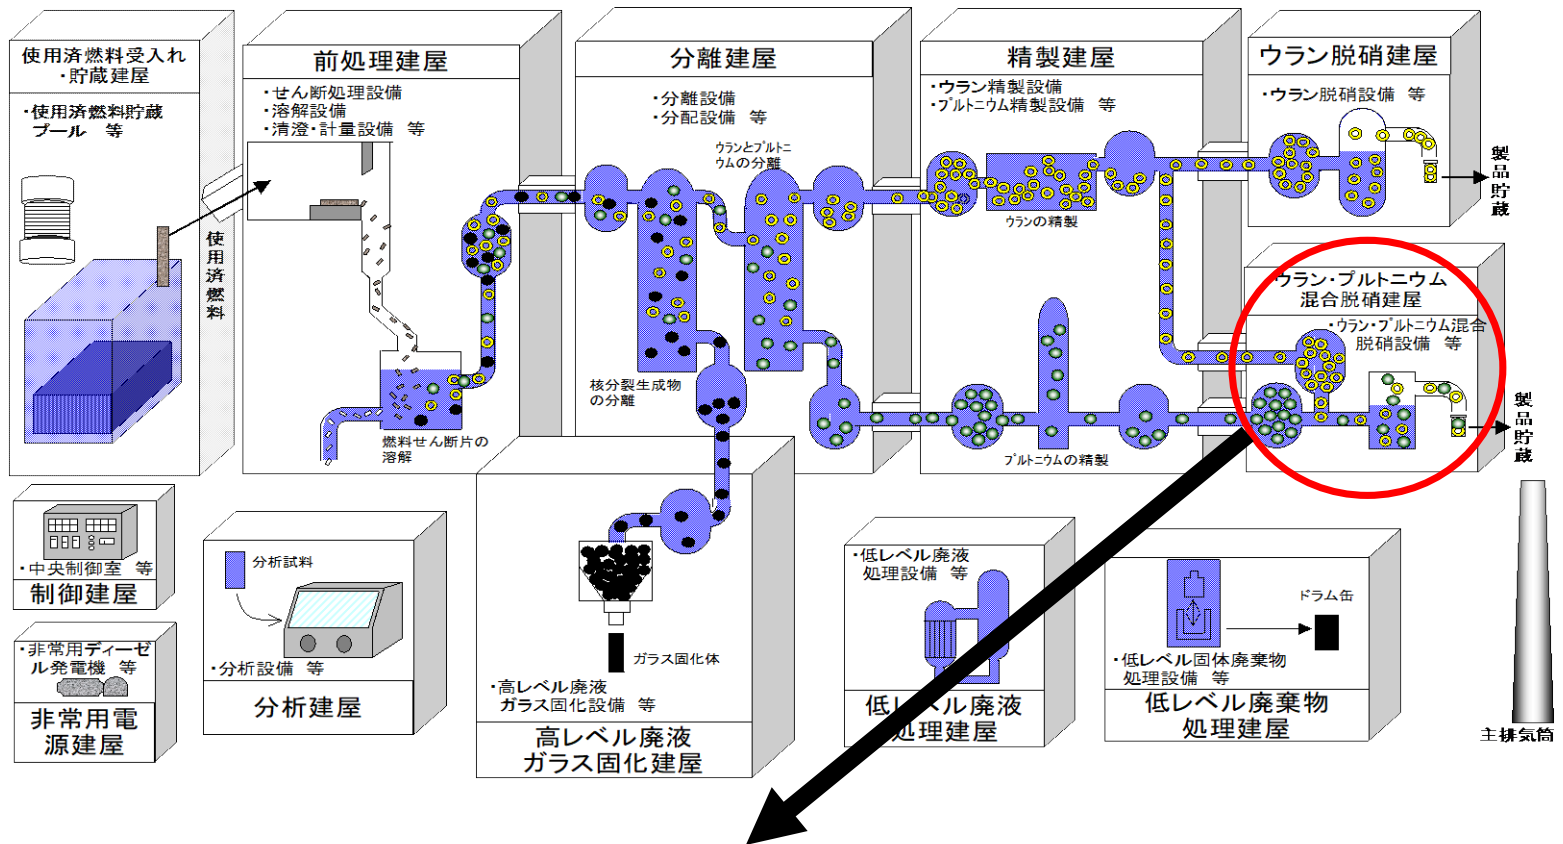 使用済燃料受入れ
・貯蔵建屋
・使用済燃料貯蔵
プール 等
使用済燃料
前処理建屋
・せん断処理設備
・溶解設備
・清澄・計量設備 等
燃料せん断片の
溶解
分離建屋
・分離設備
・分配設備 等
ウランとプルトニ
ウムの分離
核分裂生成物
の分離
精製建屋
・ウラン精製設備
・プルトニウム精製設備 等
ウランの精製
プルトニウムの精製
ウラン脱硝建屋
・ウラン脱硝設備 等
製品貯蔵
ウラン・プルトニウム
混合脱硝建屋
・ウラン・プルトニウム混合
脱硝設備 等
製品貯蔵
・中央制御室 等
制御建屋
・非常用ディーゼ
ル発電機 等
非常用電
源建屋
分析試料
・分析設備 等
分析建屋
ガラス固化体
・高レベル廃液
ガラス固化設備 等
高レベル廃液
ガラス固化建屋
・低レベル廃液
処理設備 等
低レベル廃液
処理建屋
ドラム缶
・低レベル固体廃棄物
処理設備 等
低レベル廃棄物
処理建屋
主排気筒